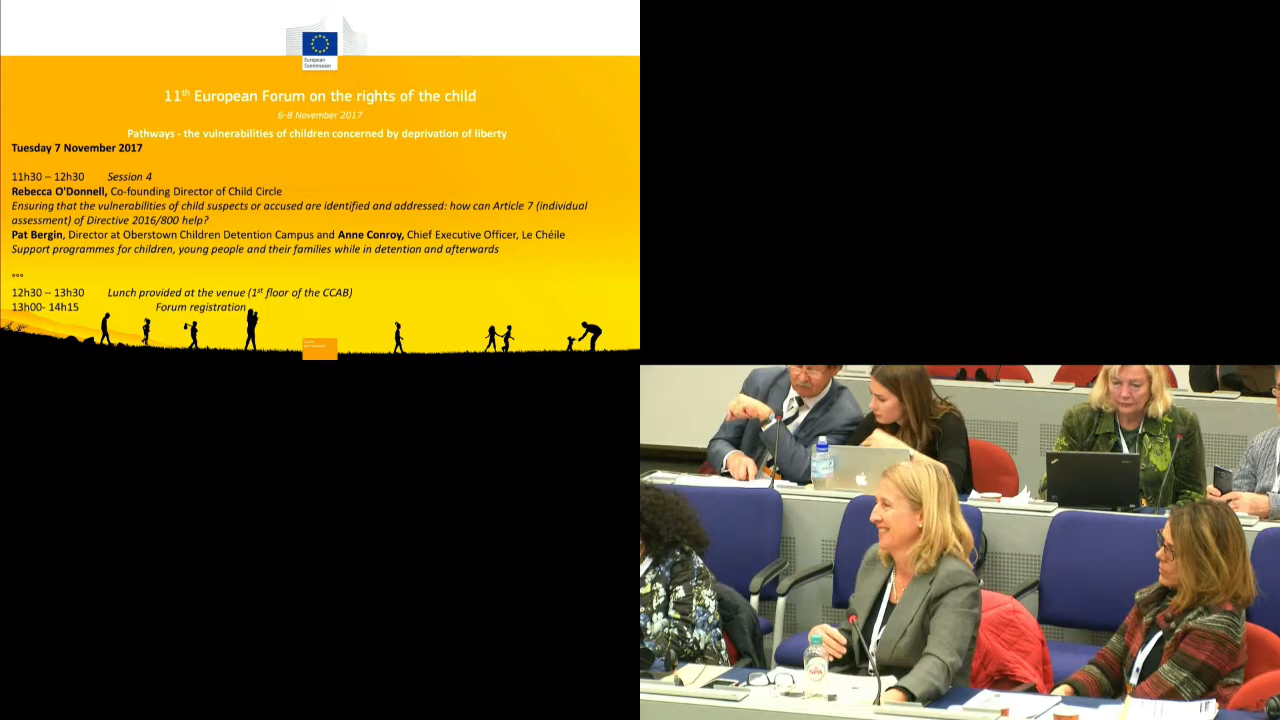 European
Commission
11th European Forum on the rights of the child
6-8 November 2017
Pathways - the vulnerabilities of children concerned by deprivation of liberty
Tuesday 7 November 2017
11h30 – 12h30 Session 4
Rebecca O'Donnell, Co-founding Director of Child Circle
Ensuring that the vulnerabilities of child suspects or accused are identified and addressed: how can Article 7 (individual
assessment) of Directive 2016/800 help?
Pat Bergin, Director at Oberstown Children Detention Campus and Anne Conroy, Chief Executive Officer, Le Chéile
Support programmes for children, young people and their families while in detention and afterwards
°°°
12h30 – 13h30 Lunch provided at the venue (1st floor of the CCAB)
13h00- 14h15 Forum registration
SPA